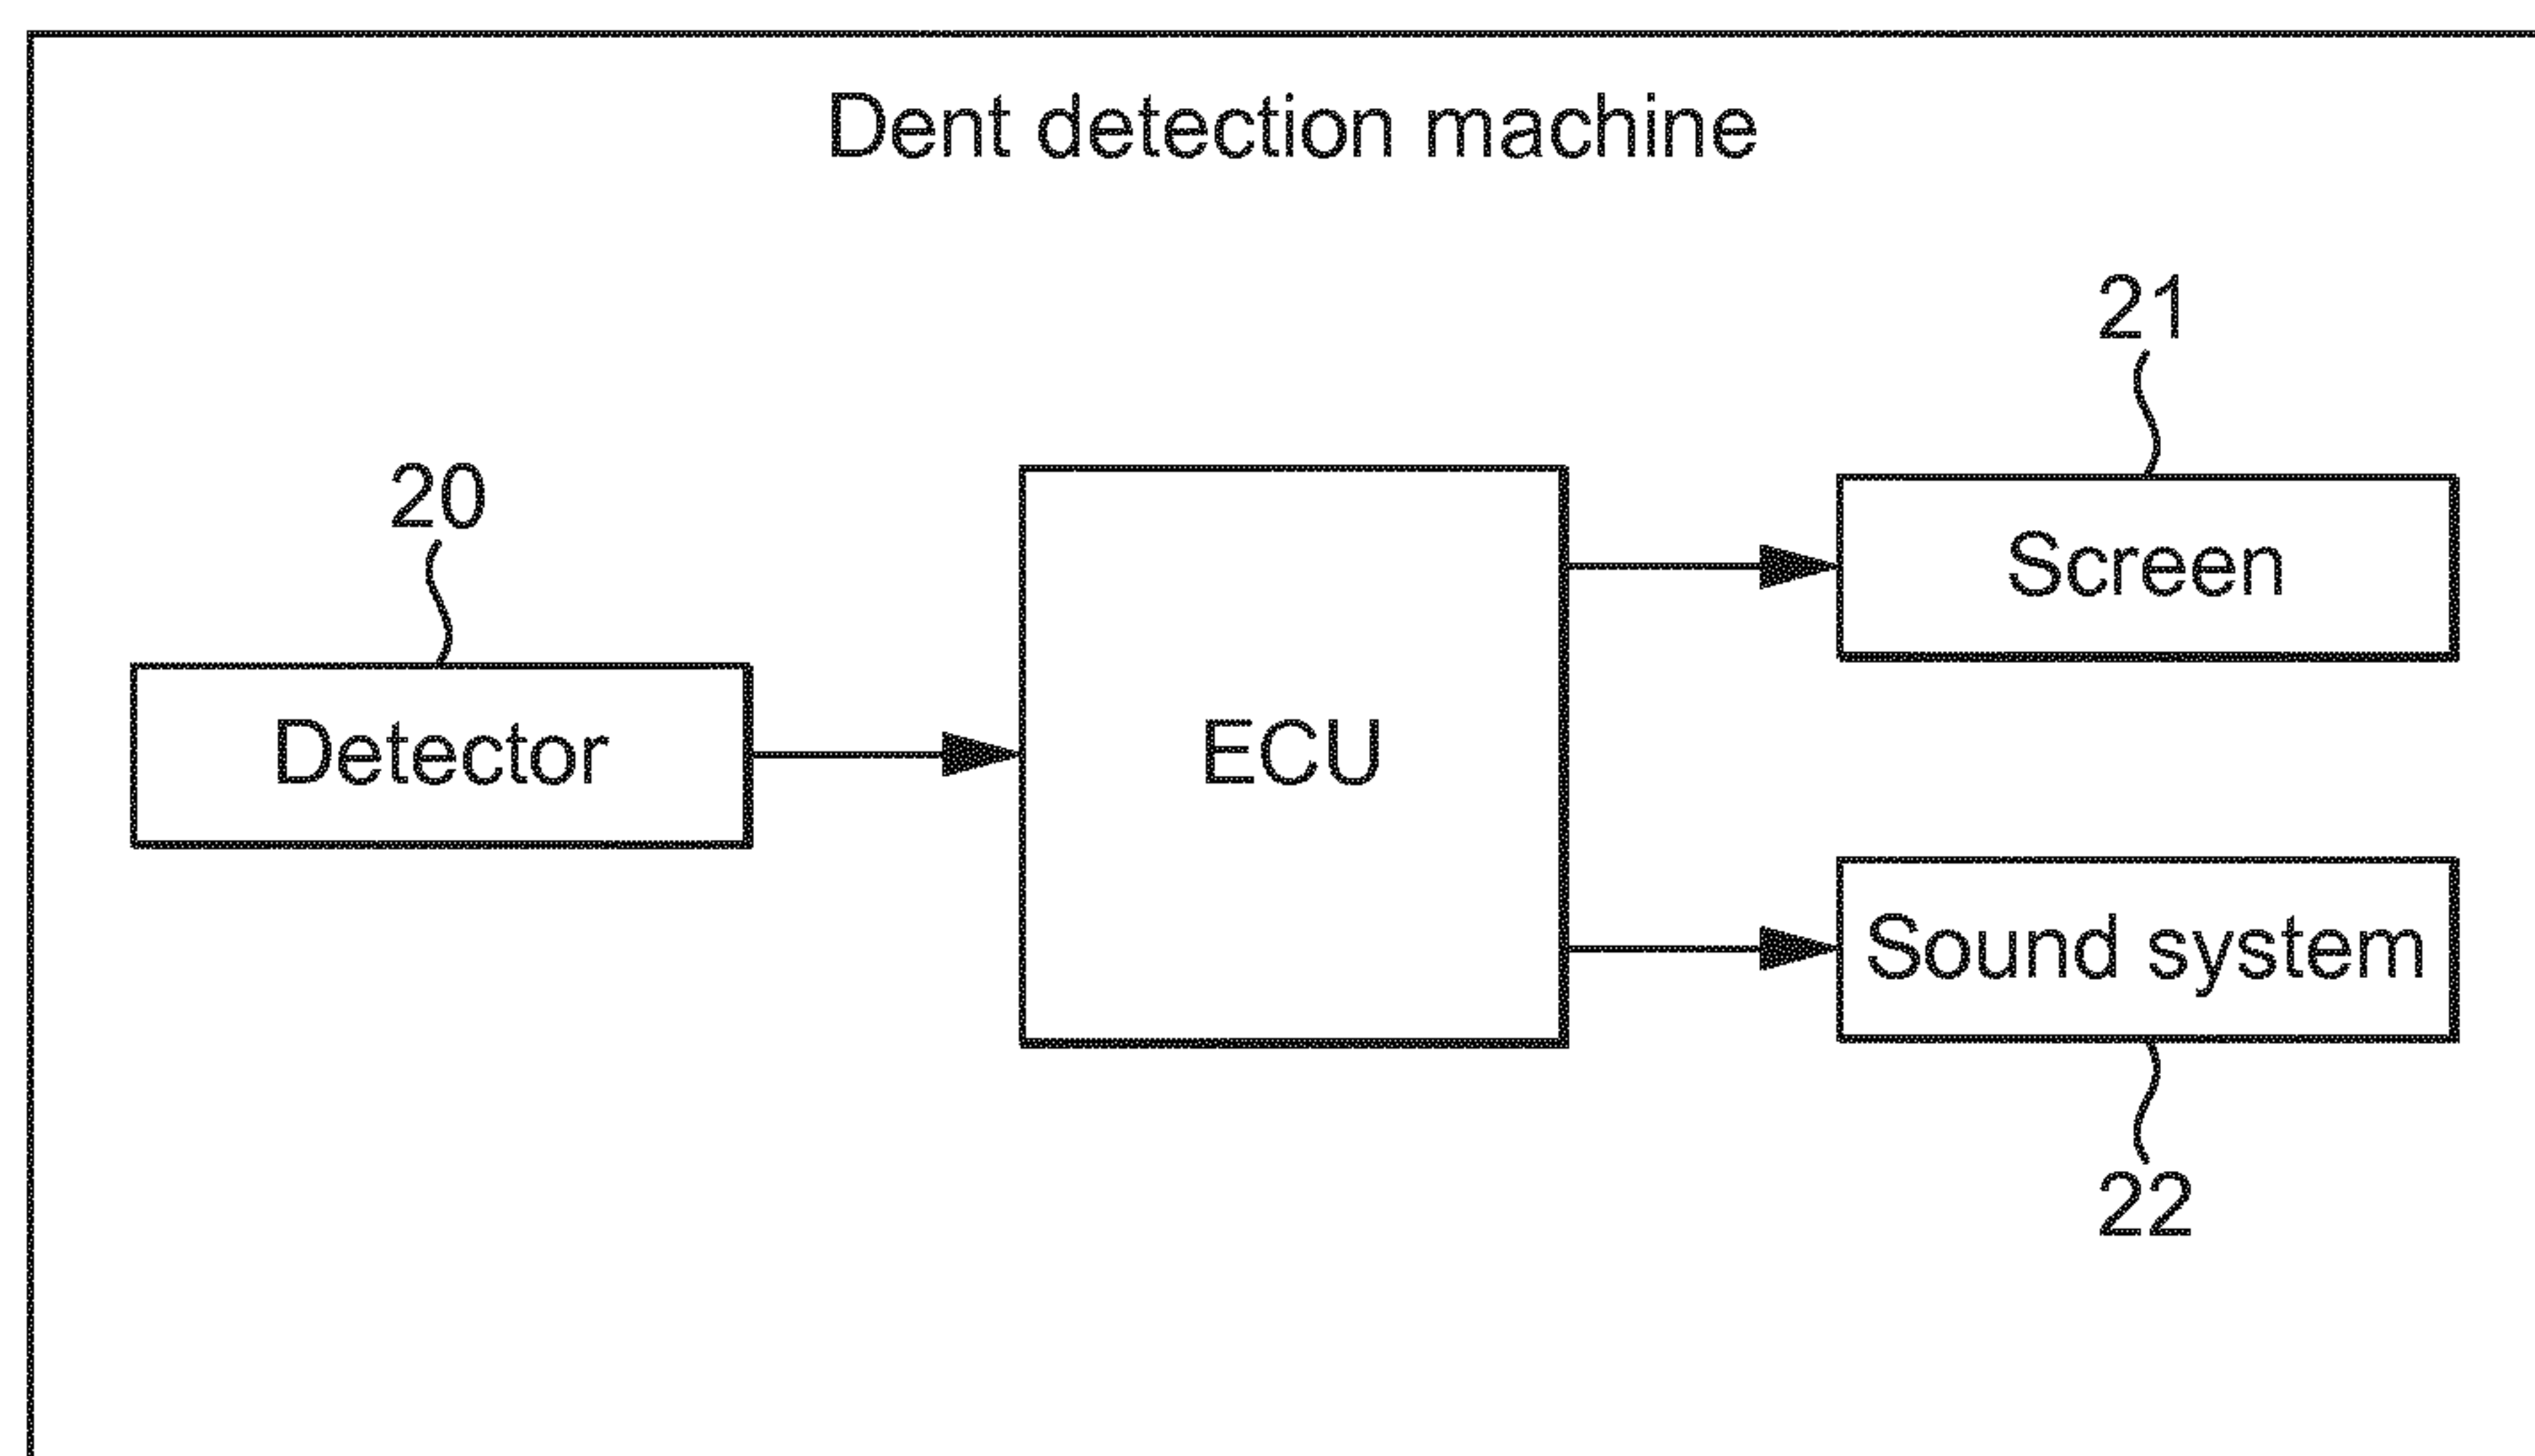 Dent detection machine
21
20
Screen
Detector
ECU
Sound system
22